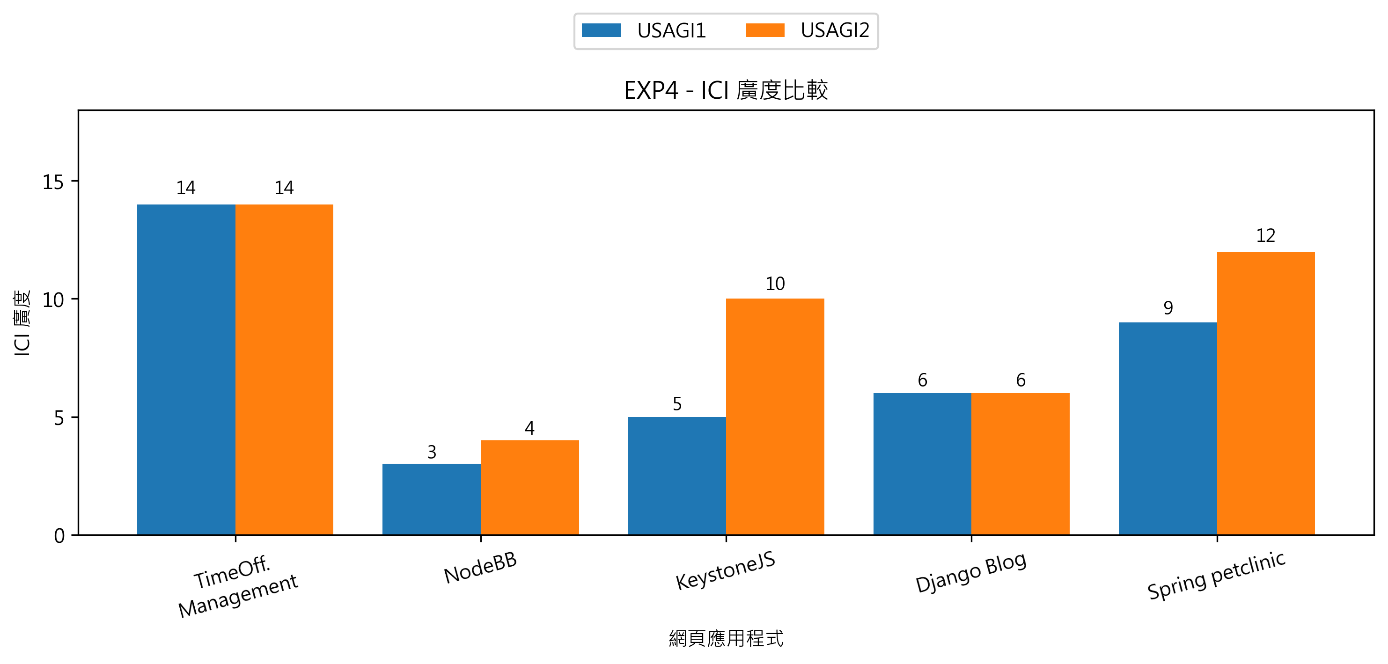 USAGI1 USAGI2
EXP4 - ICI 廣度比較
ICI 廣度
15
10
5
0
14 14
3 4
5 10
6 6
9 12
TimeOff.
Management
NodeBB
KeystoneJS
Django Blog
Spring petclinic
網頁應用程式